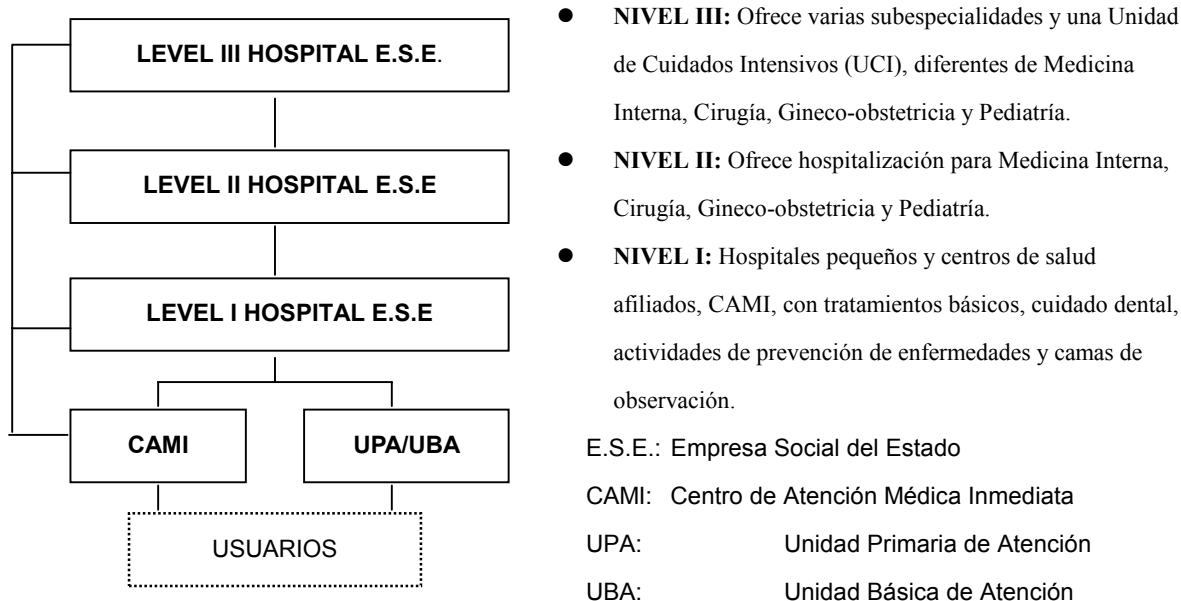 LEVEL III HOSPITAL E.S.E.
LEVEL II HOSPITAL E.S.E
LEVEL I HOSPITAL E.S.E
CAMI
UPA/UBA
USUARIOS
● NIVEL III: Ofrece varias subespecialidades y una Unidad
de Cuidados Intensivos (UCI), diferentes de Medicina
Interna, Cirugía, Gineco-obstetricia y Pediatría.
● NIVEL II: Ofrece hospitalización para Medicina Interna,
Cirugía, Gineco-obstetricia y Pediatría.
● NIVEL I: Hospitales pequeños y centros de salud
afiliados, CAMI, con tratamientos básicos, cuidado dental,
actividades de prevención de enfermedades y camas de
observación.
E.S.E.: Empresa Social del Estado
CAMI: Centro de Atención Médica Inmediata
UPA: Unidad Primaria de Atención
UBA: Unidad Básica de Atención